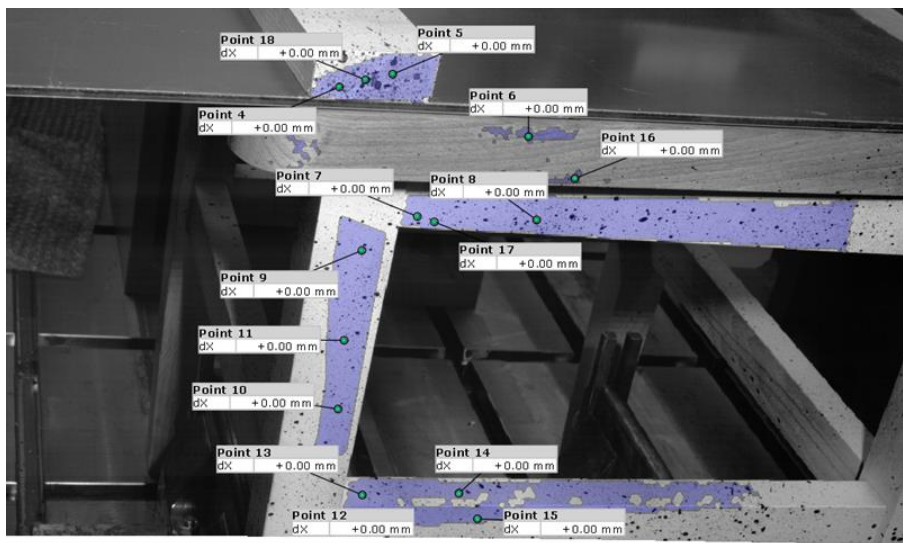 Point 18
dX +0.00 mm
Point 5
dX +0.00 mm
Point 4
dX +0.00 mm
Point 6
dX +0.00 mm
Point 16
dX +0.00 mm
Point 7
dX +0.00 mm
Point 8
dX +0.00 mm
Point 17
dX +0.00 mm
Point 9
dX +0.00 mm
Point 11
dX +0.00 mm
Point 10
dX +0.00 mm
Point 13
dX +0.00 mm
Point 14
dX +0.00 mm
Point 12
dX +0.00 mm
Point 15
dX +0.00 mm